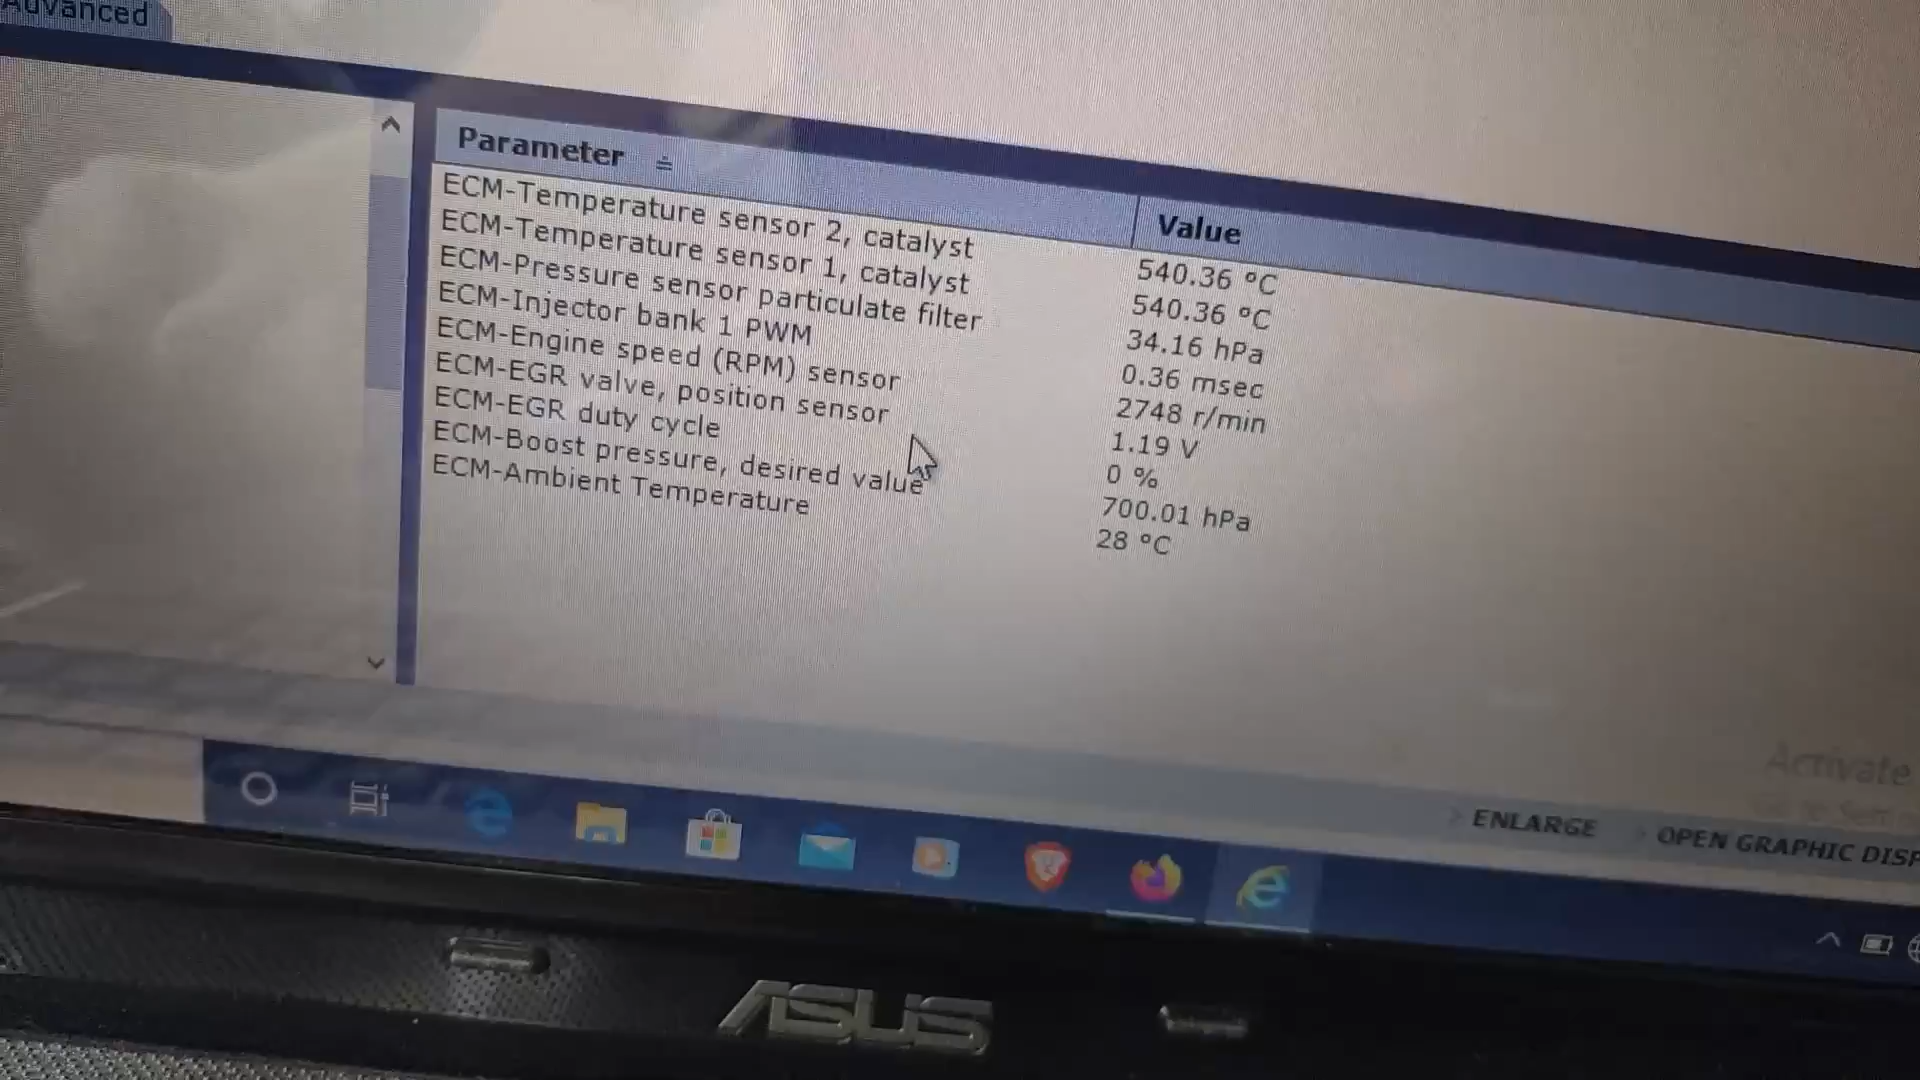 Advanced
Parameter Value
ECM-Temperature sensor 2, catalyst 540.36 °C
ECM-Temperature sensor 1, catalyst 540.36 °C
ECM-Pressure sensor particulate filter 34.16 hPa
ECM-Injector bank 1 PWM 0.36 msec
ECM-Engine speed (RPM) sensor 2748 r/min
ECM-EGR valve, position sensor 1.19 V
ECM-EGR duty cycle 0 %
ECM-Boost pressure, desired value 700.01 hPa
ECM-Ambient Temperature 28 °C
Activate
ENLARGE OPEN GRAPHIC DISP
ASUS